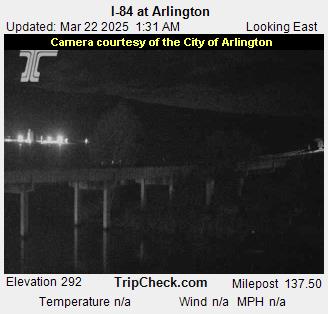 I-84 at Arlington
Updated: Mar 22 2025 1:31 AM Looking East
Camera courtesy of the City of Arlington
Elevation 292 TripCheck.com Milepost 137.50
Temperature n/a Wind n/a MPH n/a